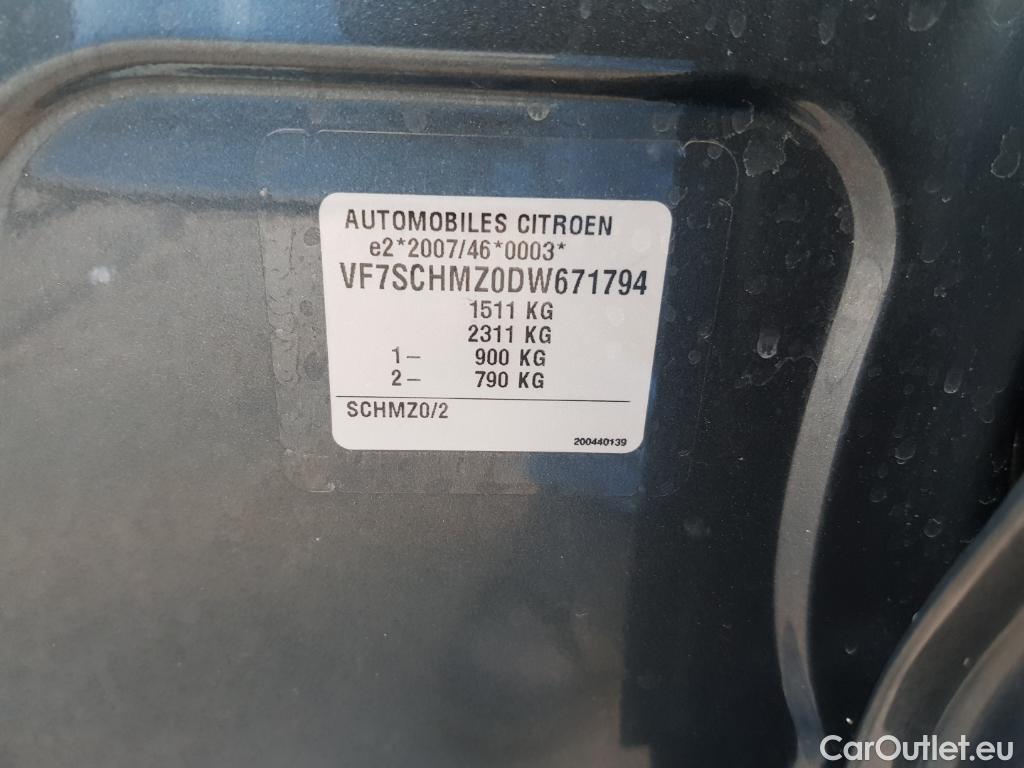 AUTOMOBILES CITROEN
e2*2007/46*0003*
VF7SCHMZ0DW671794
1511 KG
2311 KG
1- 900 KG
2- 790 KG
SCHMZ0/2
200440139
CarOutlet.eu